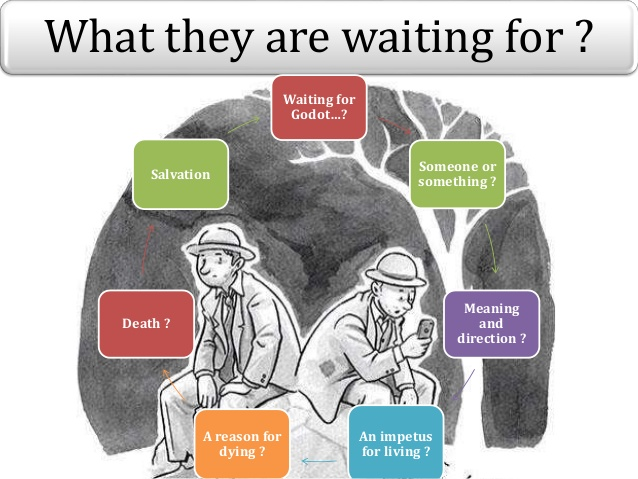 What they are waiting for ?
Waiting for
Godot...?
Someone or
something ?
Meaning
and
direction ?
An impetus
for living ?
A reason for
dying ?
Death ?
Salvation